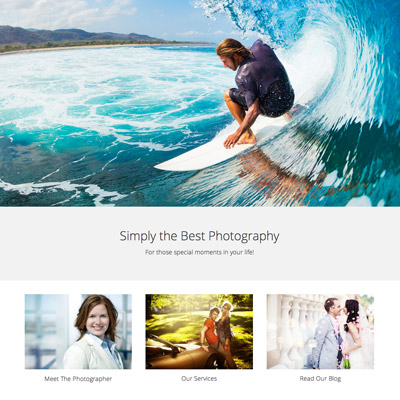 Simply the Best Photography
For those special moments in your life!
Meet The Photographer
Our Services
Read Our Blog